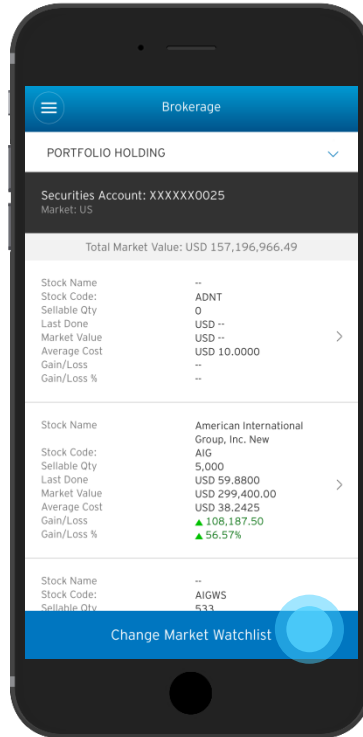 Brokerage
PORTFOLIO HOLDING
Securities Account: XXXXXX0025
Market: US
Total Market Value: USD 157,196,966.49
Stock Name --
Stock Code: ADNT
Sellable Qty 0
Last Done USD --
Market Value USD --
Average Cost USD 10.0000
Gain/Loss --
Gain/Loss % --
Stock Name American International
Group, Inc. New
Stock Code: AIG
Sellable Qty 5,000
Last Done USD 59.8800
Market Value USD 299,400.00
Average Cost USD 38.2425
Gain/Loss ▲ 108,187.50
Gain/Loss % ▲ 56.57%
Stock Name --
Stock Code: AIGWS
Sellable Qty 533
Change Market Watchlist